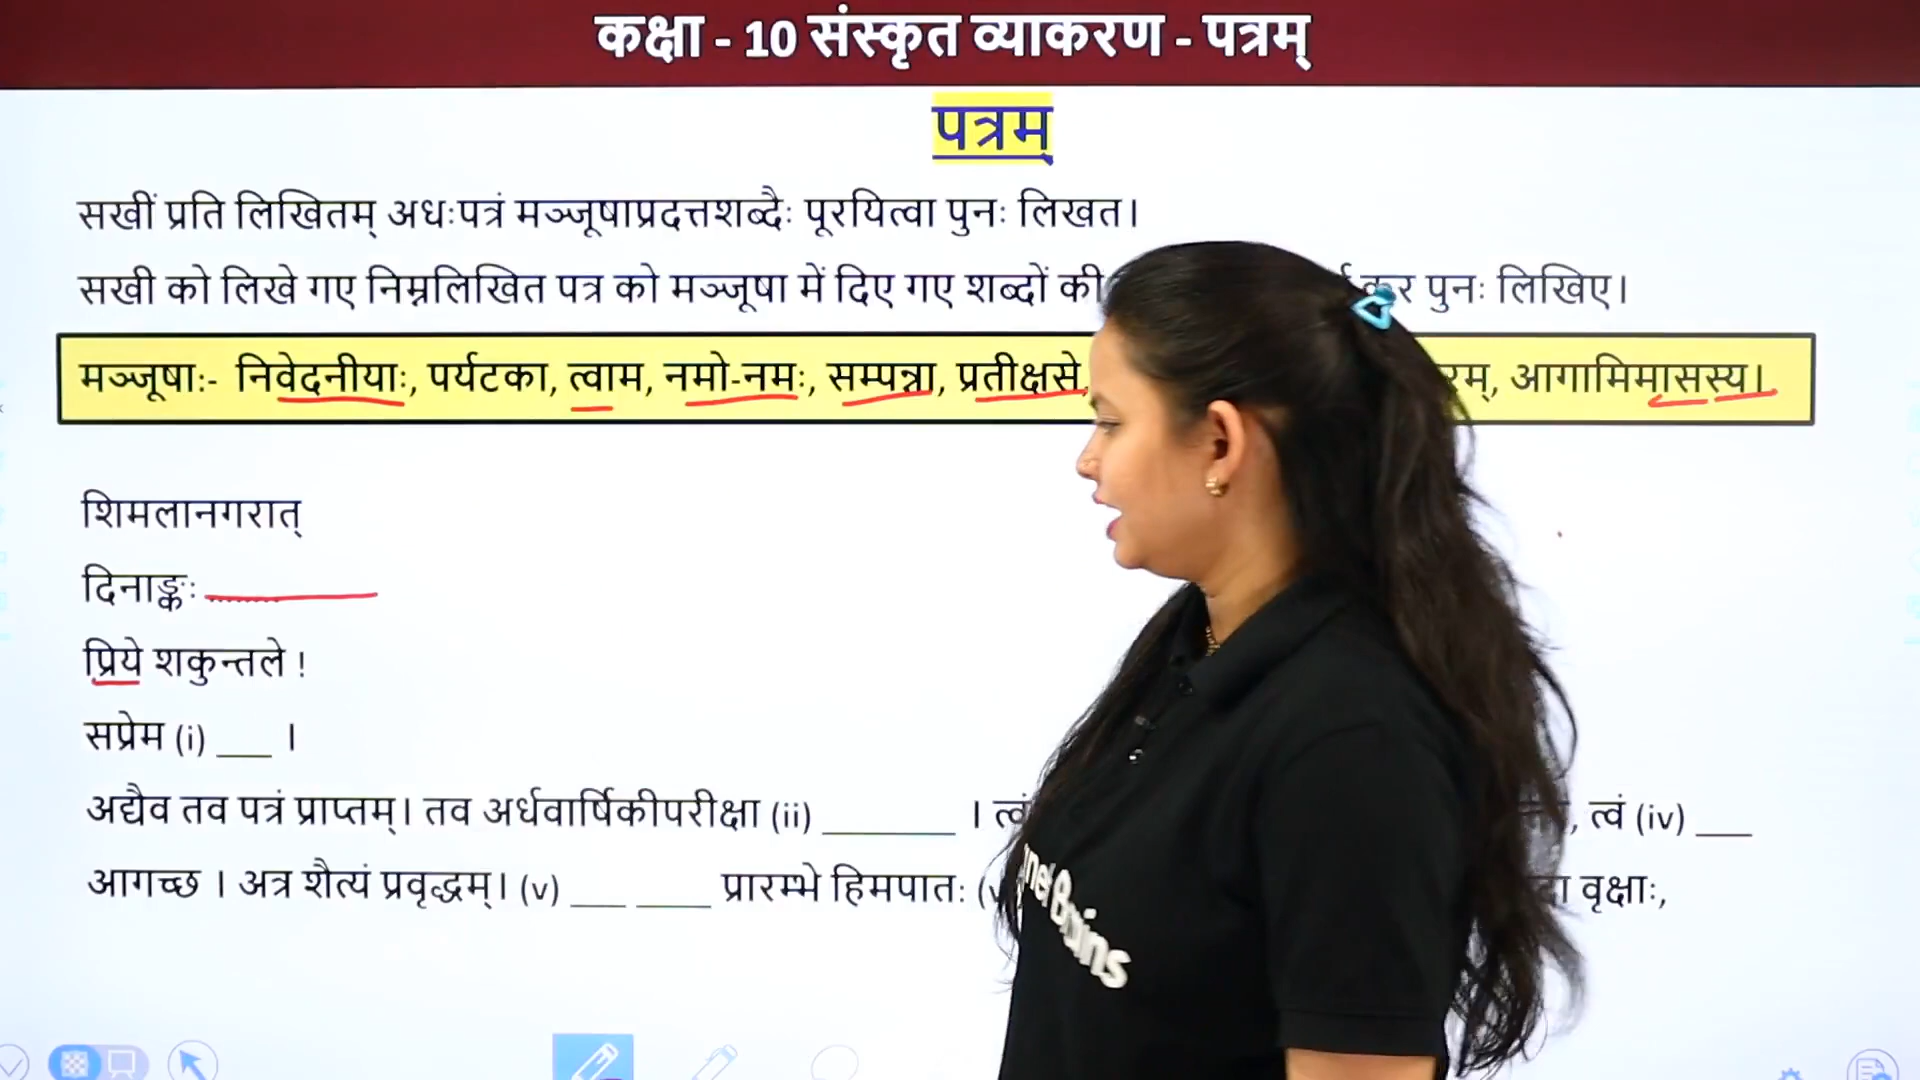 कक्षा - 10 संस्कृत व्याकरण - पत्रम्
पत्रम्
सखीं प्रति लिखितम् अधःपत्रं मञ्जूषाप्रदत्तशब्दैः पूरयित्वा पुनः लिखत।
सखी को लिखे गए निम्नलिखित पत्र को मञ्जूषा में दिए गए शब्दों की पुनः लिखिए।
मञ्जूषाः- निवेदनीयाः, पर्यटका, त्वाम, नमो-नमः, सम्पन्ना, प्रतीक्षसे, आगामिमासस्य।
शिमलानगरात्
दिनाङ्कः ..........
प्रिये शकुन्तले !
सप्रेम (i) ___ ।
अद्यैव तव पत्रं प्राप्तम्। तव अर्धवार्षिकीपरीक्षा (ii) _______ । , त्वं (iv) ___
आगच्छ । अत्र शैत्यं प्रवृद्धम्। (v) ___ ____ प्रारम्भे हिमपातः वृक्षाः,
Brains